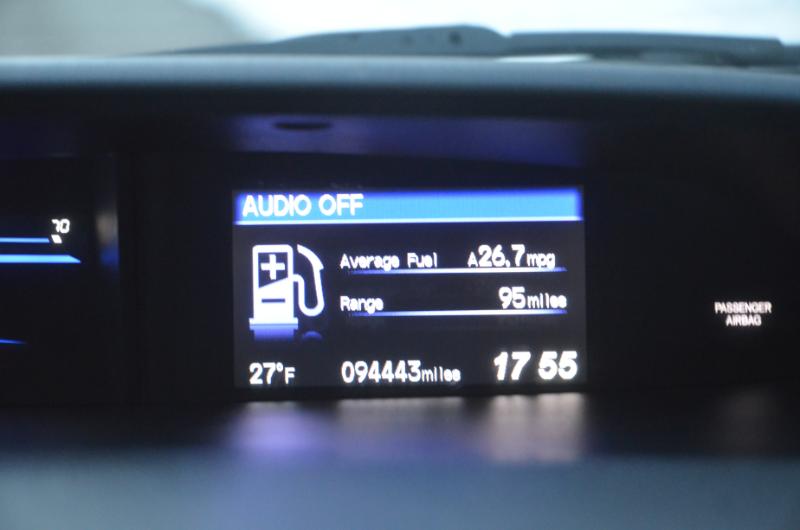 AUDIO OFF
70
Average Fuel A26.7mpg
Range 95miles
PASSENGER
AIRBAG
27°F 094443miles 17 55